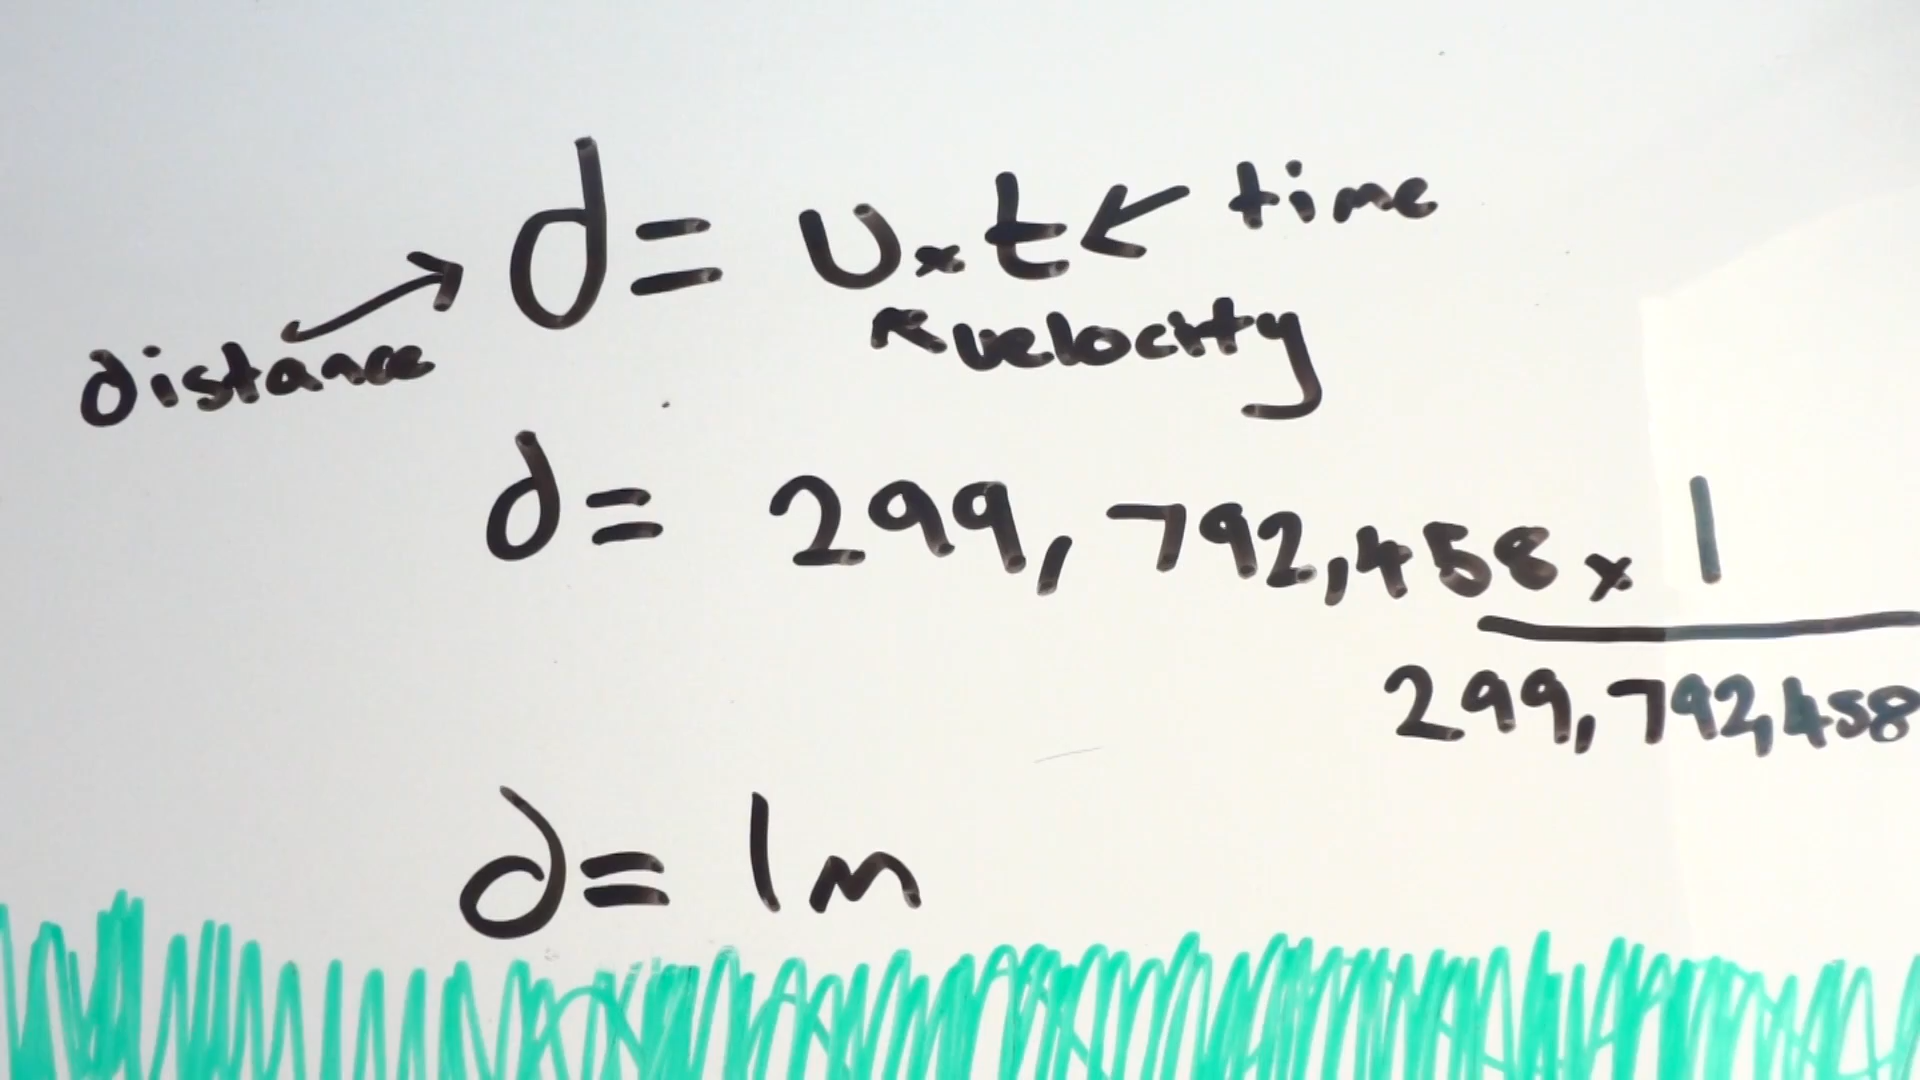 d = v x t ← time
distance
velocity
d = 299,792,458 x 1
299,792,458
d = 1m